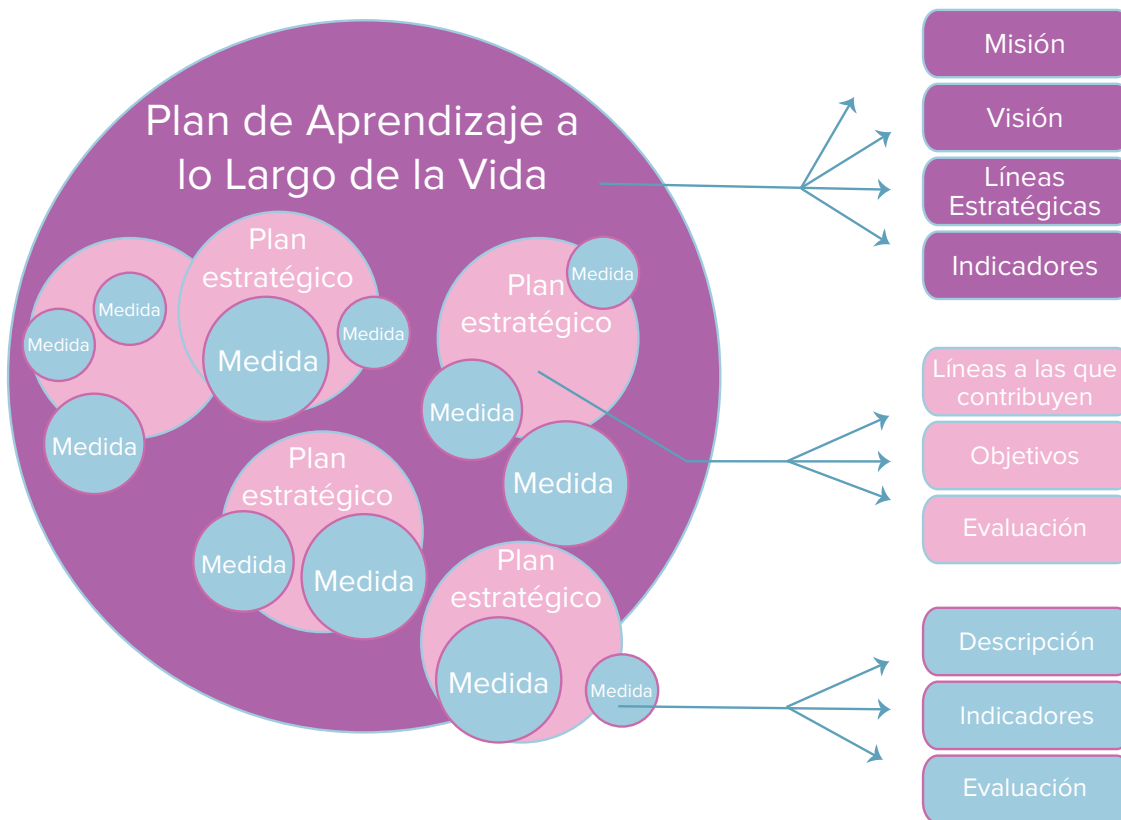 Plan de Aprendizaje a
lo Largo de la Vida
Plan
estratégico
Medida
Medida
Medida
Medida
Medida
Plan
estratégico
Medida
Medida
Medida
Plan
estratégico
Medida
Medida
Plan
estratégico
Medida
Medida
Misión
Visión
Líneas
Estratégicas
Indicadores
Líneas a las que
contribuyen
Objetivos
Evaluación
Descripción
Indicadores
Evaluación